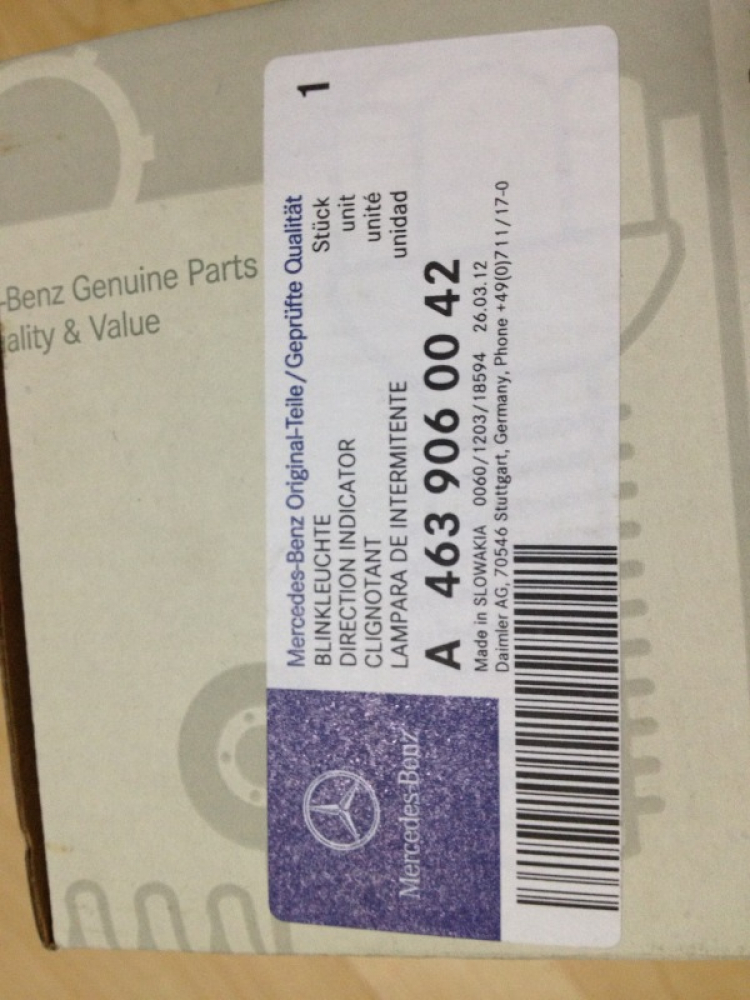 -Benz Genuine Parts
ality & Value
Mercedes-Benz Original-Teile/Geprüfte Qualität
BLINKLEUCHTE Stück 1
DIRECTION INDICATOR unit
CLIGNOTANT unité
LAMPARA DE INTERMITENTE unidad
A 463 906 00 42
Made in SLOWAKIA 0060/1203/18594 26.03.12
Daimler AG, 70546 Stuttgart, Germany, Phone +49(0)711/17-0
Mercedes-Benz